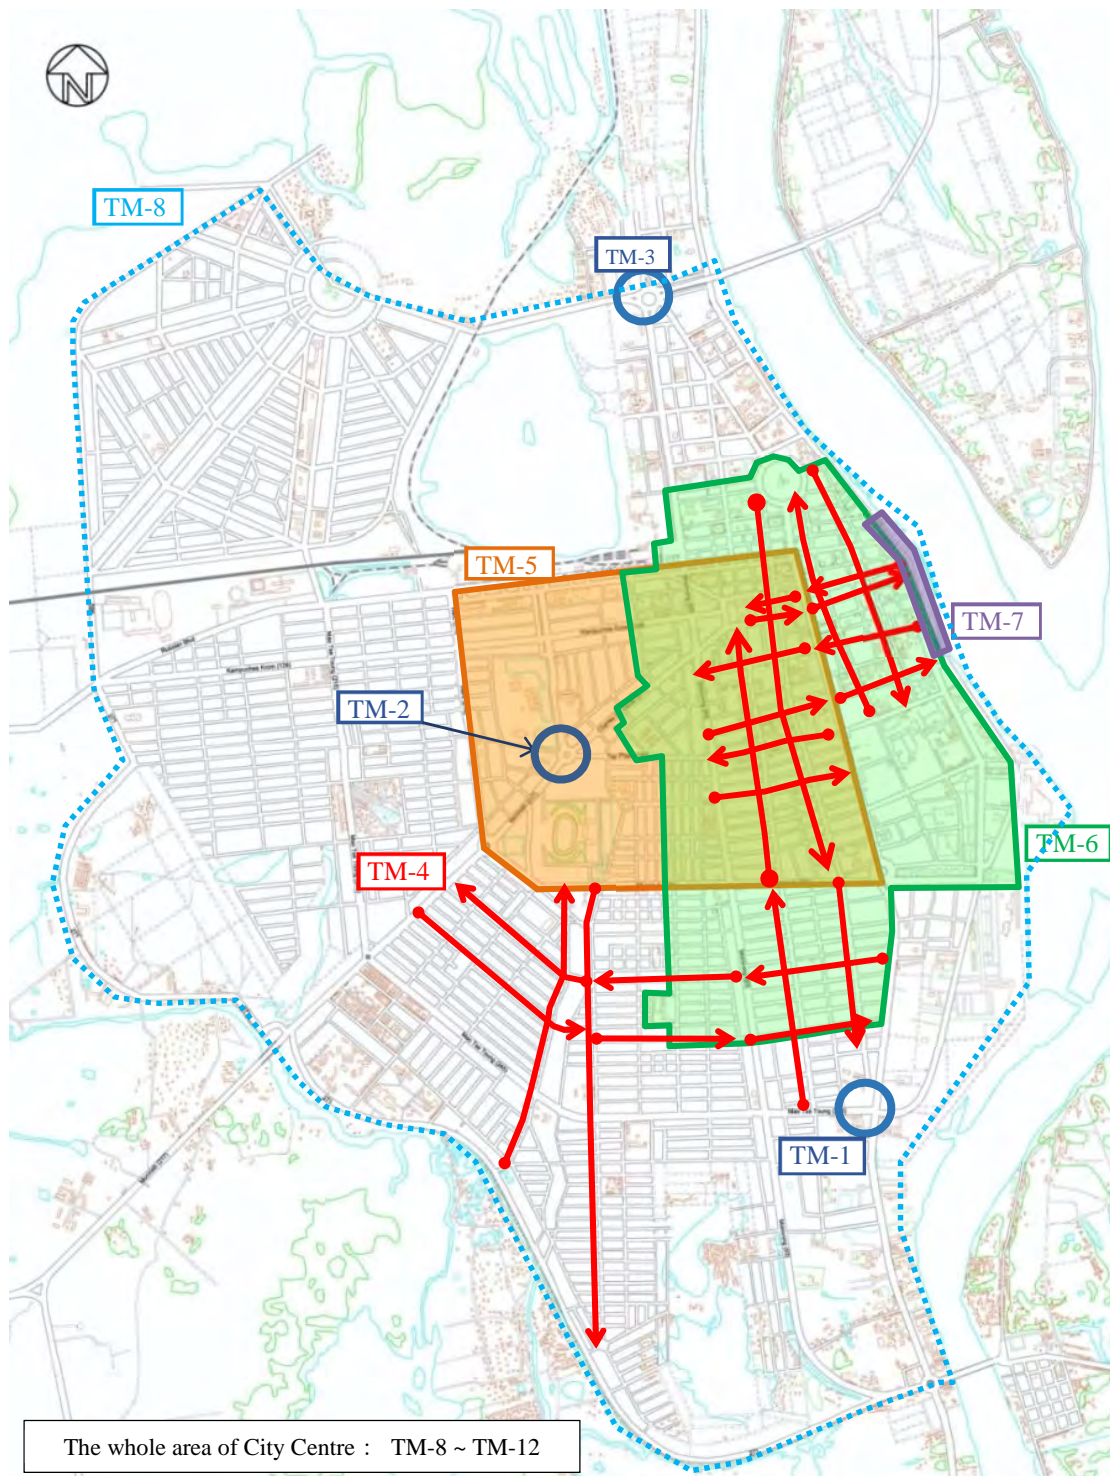 N
TM-8
TM-3
TM-5
TM-7
TM-2
TM-6
TM-4
TM-1
The whole area of City Centre : TM-8 ~ TM-12